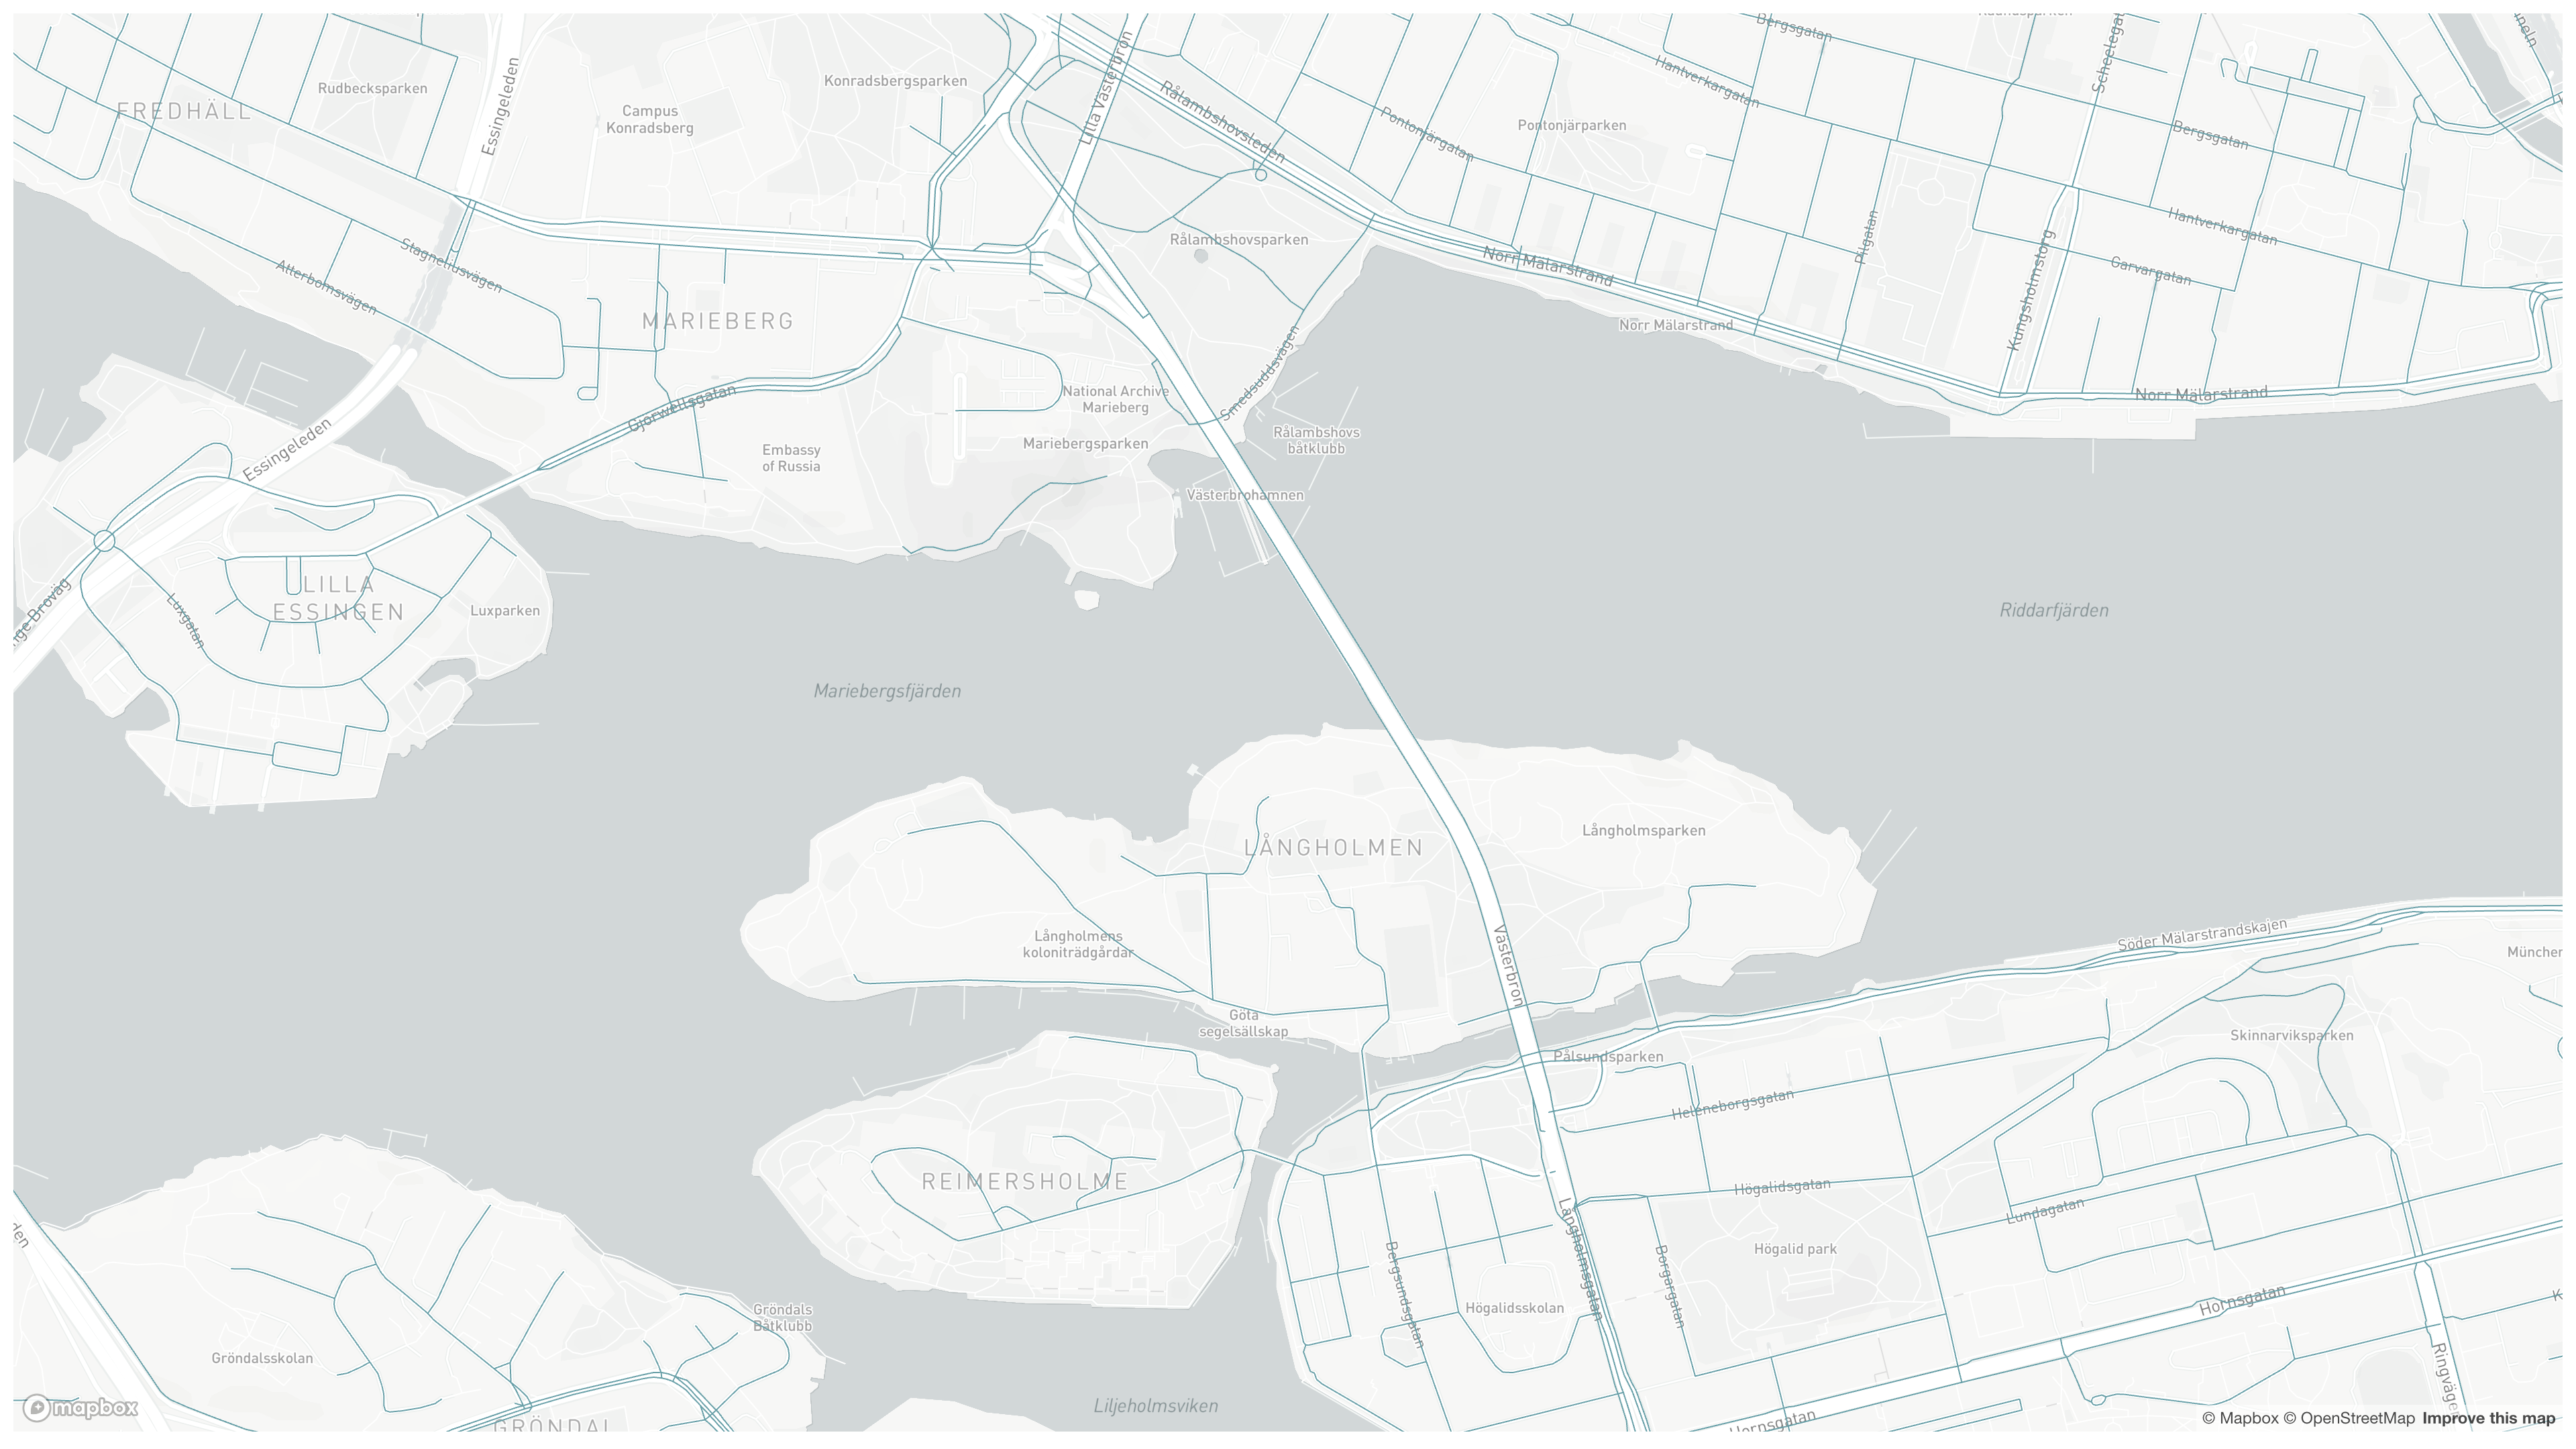 Bergsgatan
Rudbecksparken
FREDHÄLL
Essingeleden
Campus
Konradsberg
Konradsbergsparken
Lilla Västerbron
Rålambshovsleden
Hantverkargatan
Pontonjärgatan
Pontonjärparken
Bergsgatan
Hantverkargatan
Pilgatan
Garvargatan
Kungsholmstorg
Rålambshovsparken
Norr Mälarstrand
Norr Mälarstrand
Norr Mälarstrand
Stagneliusvägen
Atterbomsvägen
MARIEBERG
Smedsuddsvägen
National Archive
Marieberg
Gjörwellsgatan
Mariebergsparken
Rålambshovs
båtklubb
Embassy
of Russia
Essingeleden
Västerbrohamnen
LILLA
ESSINGEN
Luxparken
Luxgatan
Riddarfjärden
Mariebergsfjärden
LÅNGHOLMEN
Långholmsparken
Långholmens
koloniträdgårdar
Västerbron
Söder Mälarstrandskajen
Göta
segelsällskap
Pålsundsparken
Skinnarviksparken
Heleneborgsgatan
REIMERSHOLME
Högalidsgatan
Lundagatan
Långholmsgatan
Borgargatan
Högalid park
Bergsundsgatan
Högalidsskolan
Hornsgatan
Gröndals
Båtklubb
Gröndalsskolan
Ringvägen
Liljeholmsviken
Hornsgatan
GRÖNDAL
mapbox
© Mapbox © OpenStreetMap Improve this map